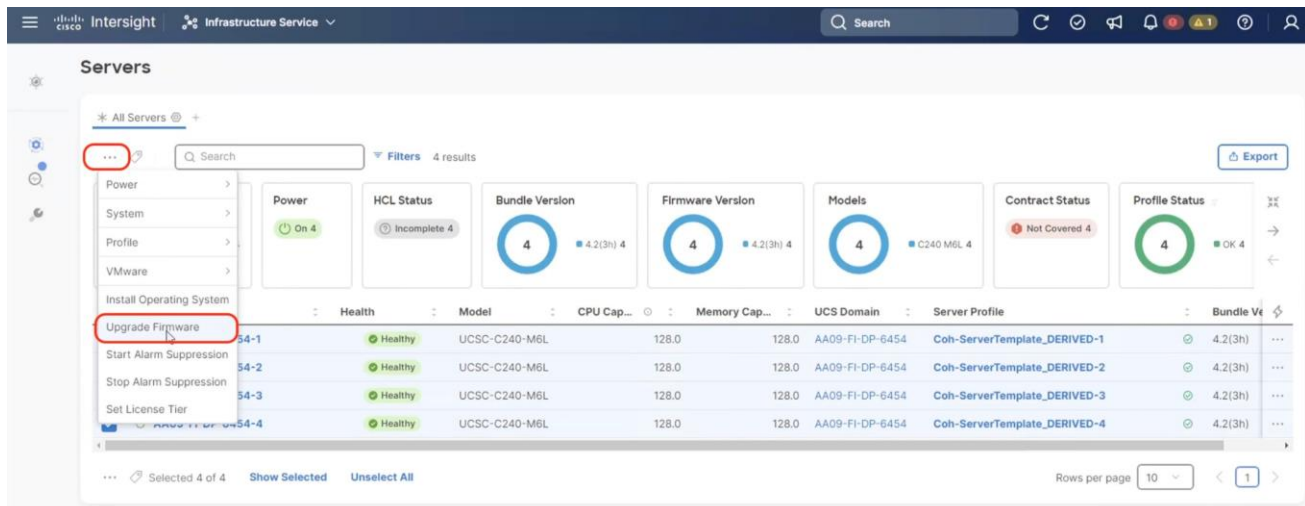 cisco Intersight Infrastructure Service Search 1
Servers
All Servers +
... Search Filters 4 results Export
Power
System
Profile
VMware
Install Operating System
Upgrade Firmware
Start Alarm Suppression
Stop Alarm Suppression
Set License Tier
Power
On 4
HCL Status
Incomplete 4
Bundle Version
4 4.2(3h) 4
Firmware Version
4 4.2(3h) 4
Models
4 C240 M6L 4
Contract Status
Not Covered 4
Profile Status
4 OK 4
Health Model CPU Cap... Memory Cap... UCS Domain Server Profile Bundle Ve
54-1 Healthy UCSC-C240-M6L 128.0 128.0 AA09-FI-DP-6454 Coh-ServerTemplate_DERIVED-1 4.2(3h) ...
54-2 Healthy UCSC-C240-M6L 128.0 128.0 AA09-FI-DP-6454 Coh-ServerTemplate_DERIVED-2 4.2(3h) ...
54-3 Healthy UCSC-C240-M6L 128.0 128.0 AA09-FI-DP-6454 Coh-ServerTemplate_DERIVED-3 4.2(3h) ...
54-4 Healthy UCSC-C240-M6L 128.0 128.0 AA09-FI-DP-6454 Coh-ServerTemplate_DERIVED-4 4.2(3h) ...
... Selected 4 of 4 Show Selected Unselect All Rows per page 10 1